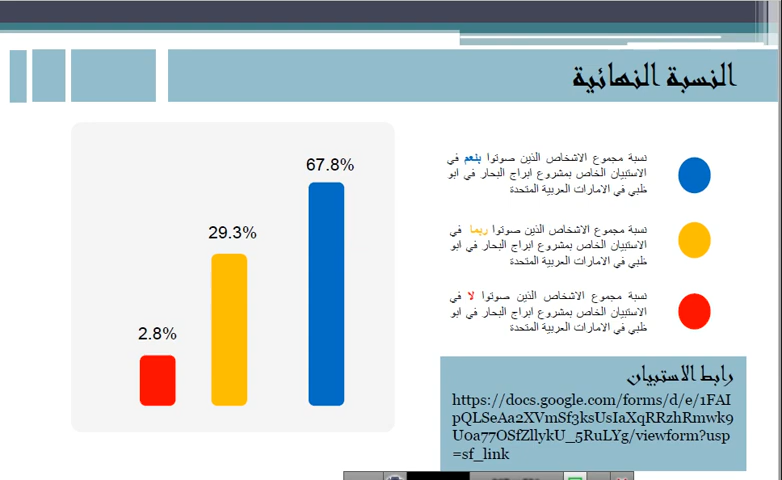 النسبة النهائية
67.8%
29.3%
2.8%
نسبة مجموع الاشخاص الذين صوتوا بنعم في
الاستبيان الخاص بمشروع ابراج البحار في ابو
ظبي في الامارات العربية المتحدة
نسبة مجموع الاشخاص الذين صوتوا ربما في
الاستبيان الخاص بمشروع ابراج البحار في ابو
ظبي في الامارات العربية المتحدة
نسبة مجموع الاشخاص الذين صوتوا لا في
الاستبيان الخاص بمشروع ابراج البحار في ابو
ظبي في الامارات العربية المتحدة
رابط الاستبيان
https://docs.google.com/forms/d/e/1FAI
pQLSeAa2XVmSf3ksUsIaXqRRzhRmwk9
U0a77OSfZllykU_5RuLYg/viewform?usp
=sf_link